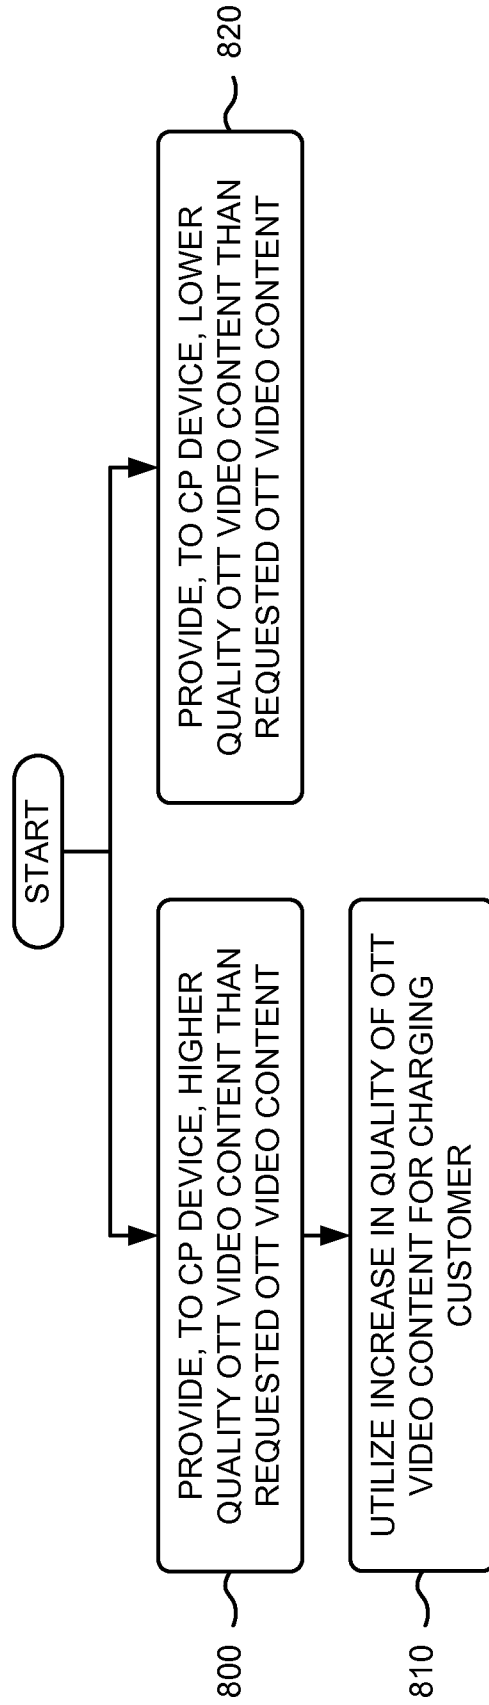 START
PROVIDE, TO CP DEVICE, HIGHER
QUALITY OTT VIDEO CONTENT THAN
REQUESTED OTT VIDEO CONTENT
800
UTILIZE INCREASE IN QUALITY OF OTT
VIDEO CONTENT FOR CHARGING
CUSTOMER
810
PROVIDE, TO CP DEVICE, LOWER
QUALITY OTT VIDEO CONTENT THAN
REQUESTED OTT VIDEO CONTENT
820